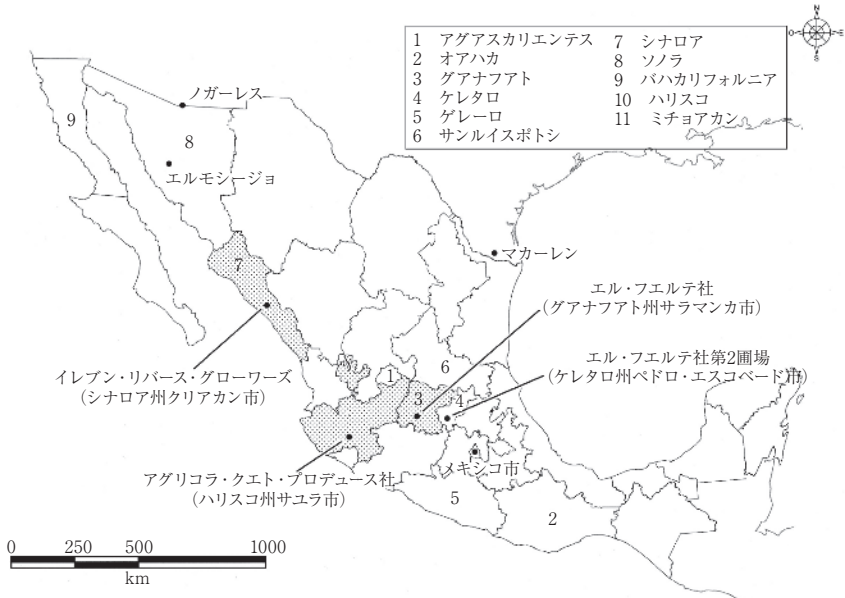 N
O
E
S
1 アグアスカリエンテス
2 オアハカ
3 グアナフアト
4 ケレタロ
5 ゲレーロ
6 サンルイスポトシ
7 シナロア
8 ソノラ
9 バハカリフォルニア
10 ハリスコ
11 ミチョアカン
ノガーレス
9
8
エルモシージョ
マカーレン
7
エル・フエルテ社
(グアナフアト州サラマンカ市)
イレブン・リバース・グローワーズ
(シナロア州クリアカン市)
6
エル・フエルテ社第2圃場
(ケレタロ州ペドロ・エスコベード市)
1
3
4
アグリコラ・クエト・プロデュース社
(ハリスコ州サユラ市)
メキシコ市
5
2
0 250 500 1000
km